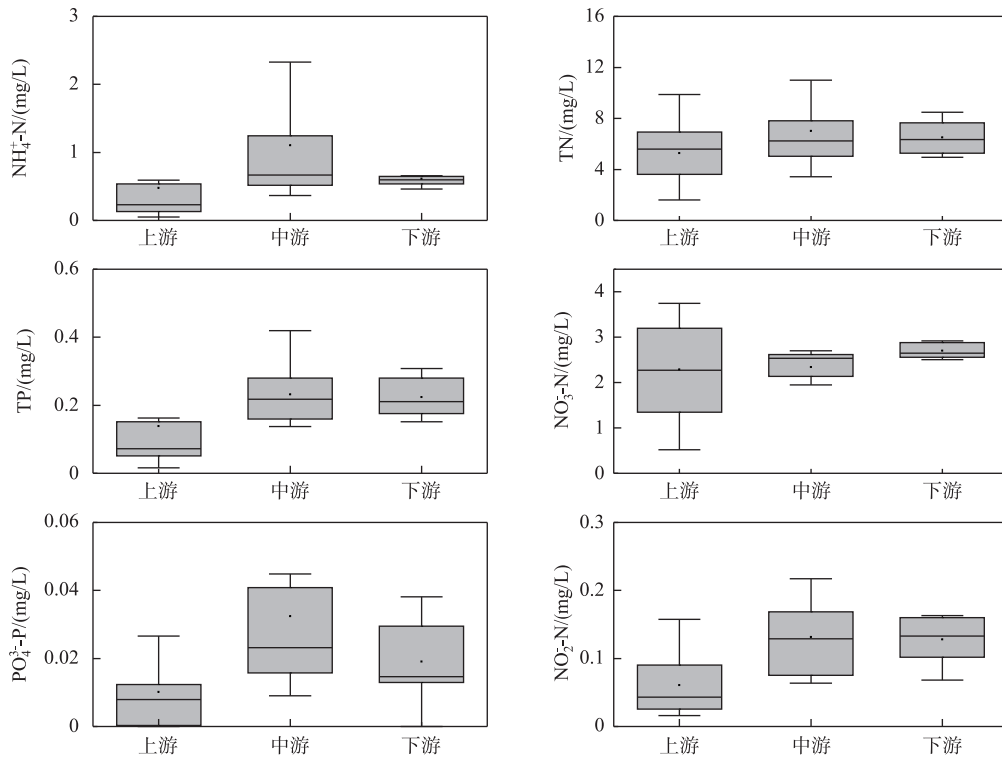 NH₄⁺-N/(mg/L)
3
2
1
0
上游
中游
下游
TN/(mg/L)
16
12
8
4
0
上游
中游
下游
TP/(mg/L)
0.6
0.4
0.2
0
上游
中游
下游
NO₃⁻-N/(mg/L)
4
3
2
1
0
上游
中游
下游
PO₄³⁻-P/(mg/L)
0.06
0.04
0.02
0
上游
中游
下游
NO₂⁻-N/(mg/L)
0.3
0.2
0.1
0
上游
中游
下游